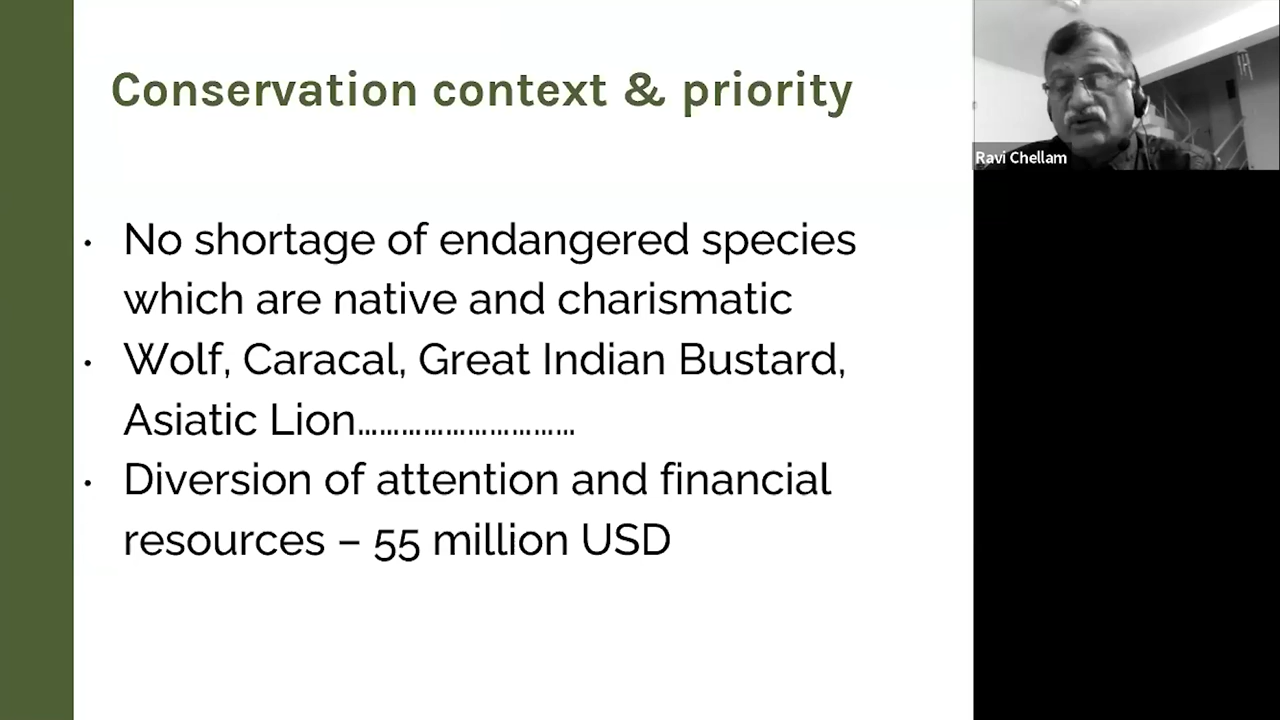 Conservation context & priority
Ravi Chellam
• No shortage of endangered species
which are native and charismatic
• Wolf, Caracal, Great Indian Bustard,
Asiatic Lion………………………
• Diversion of attention and financial
resources – 55 million USD